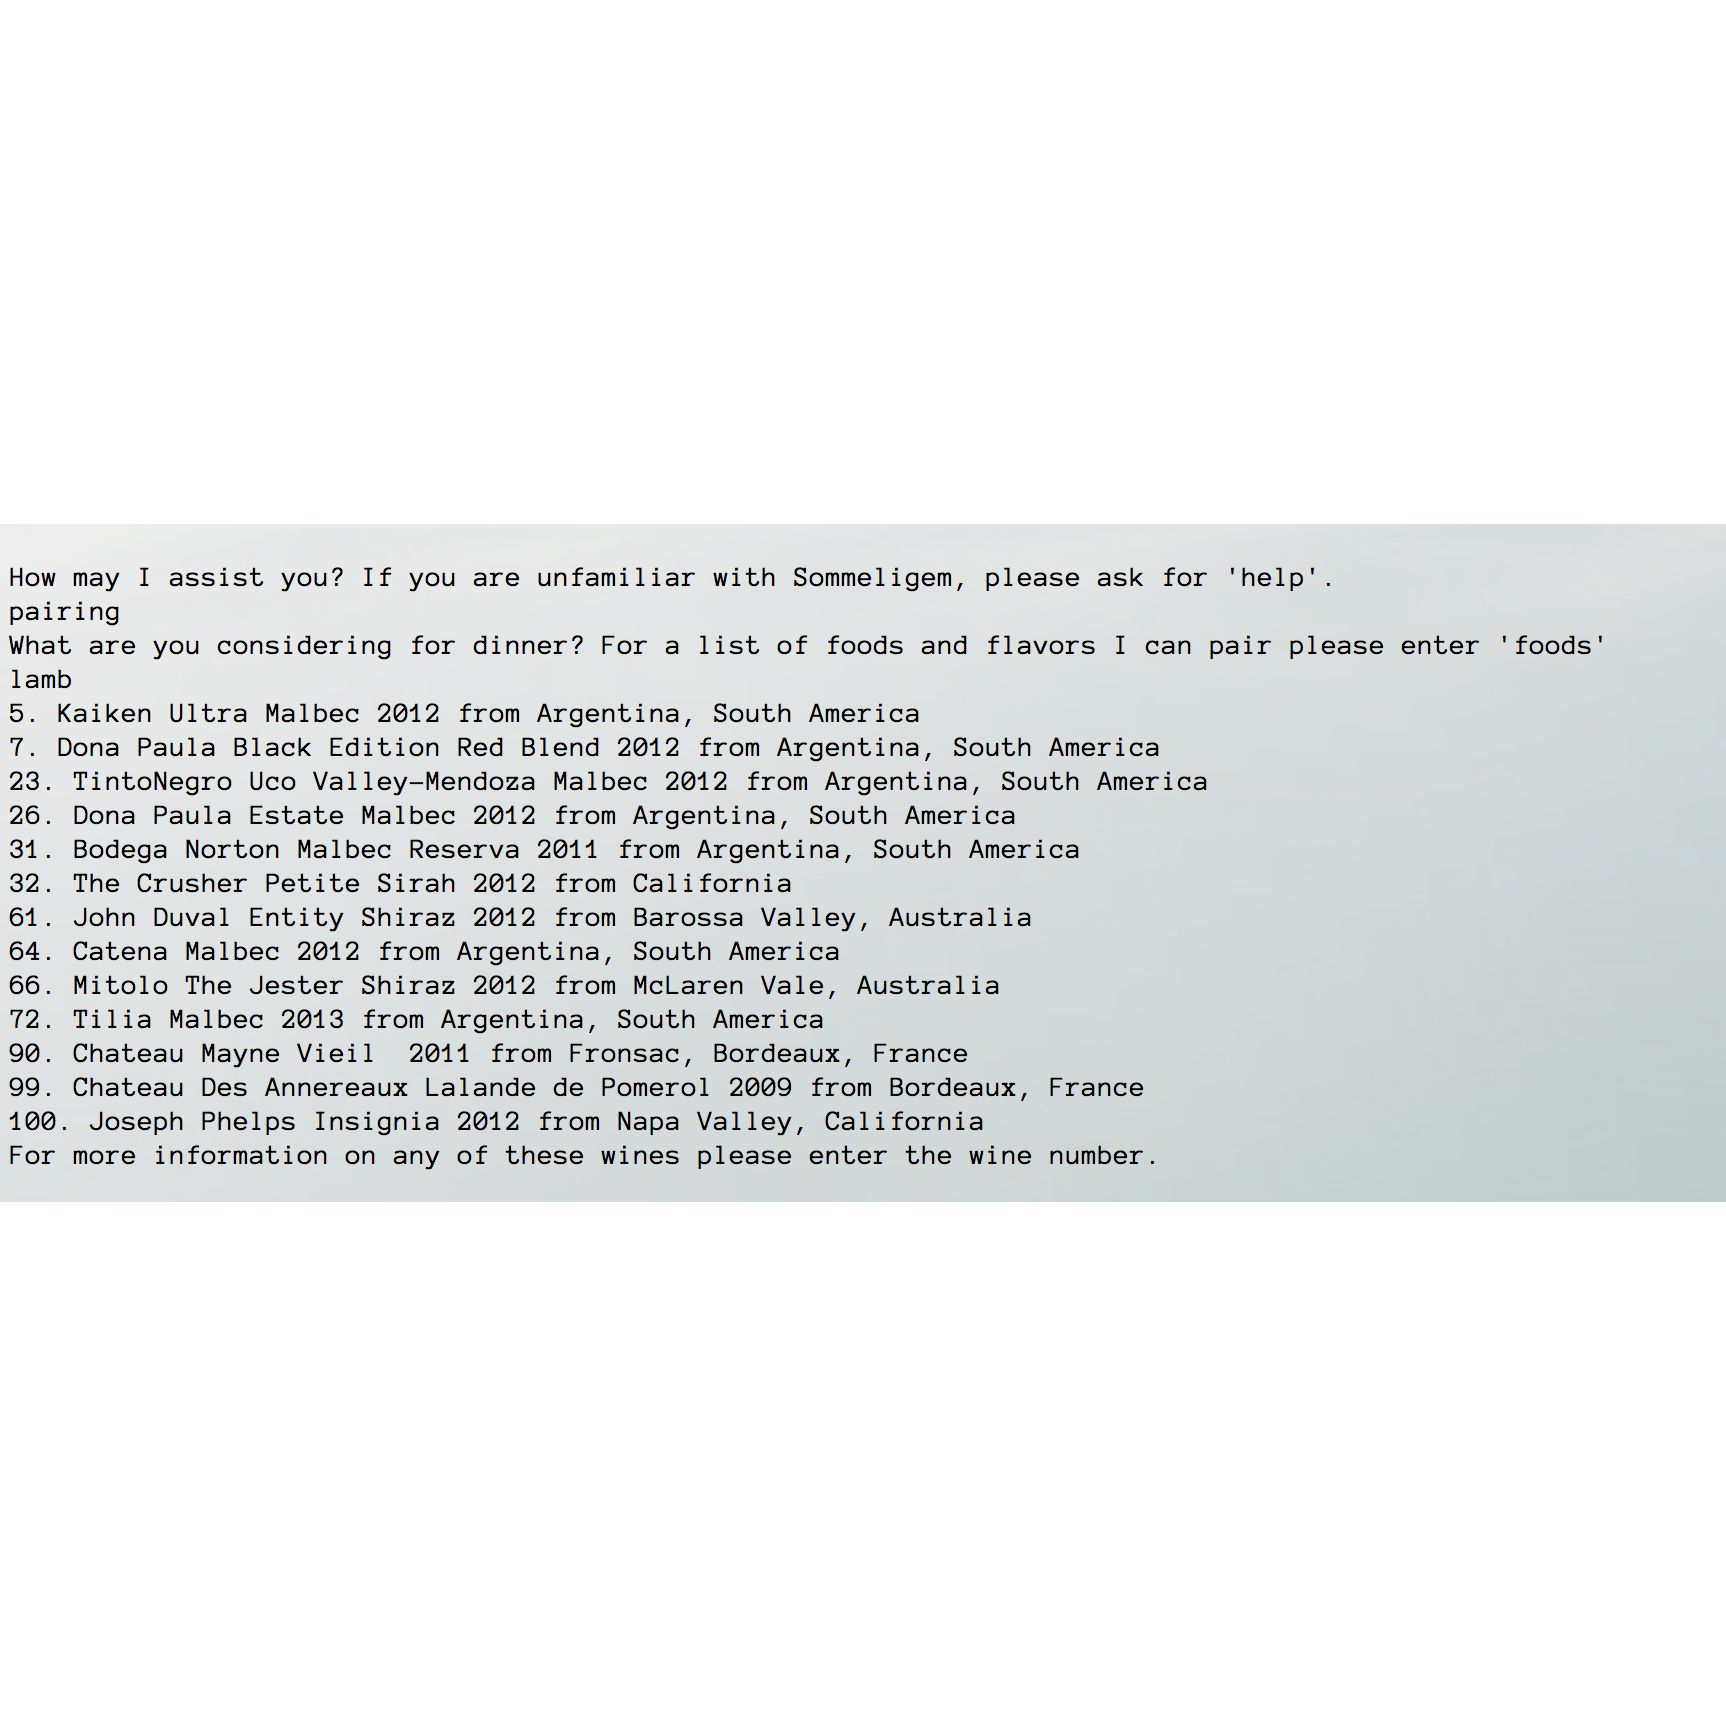 How may I assist you? If you are unfamiliar with Sommeligem, please ask for 'help'.
pairing
What are you considering for dinner? For a list of foods and flavors I can pair please enter 'foods'
lamb
5. Kaiken Ultra Malbec 2012 from Argentina, South America
7. Dona Paula Black Edition Red Blend 2012 from Argentina, South America
23. TintoNegro Uco Valley-Mendoza Malbec 2012 from Argentina, South America
26. Dona Paula Estate Malbec 2012 from Argentina, South America
31. Bodega Norton Malbec Reserva 2011 from Argentina, South America
32. The Crusher Petite Sirah 2012 from California
61. John Duval Entity Shiraz 2012 from Barossa Valley, Australia
64. Catena Malbec 2012 from Argentina, South America
66. Mitolo The Jester Shiraz 2012 from McLaren Vale, Australia
72. Tilia Malbec 2013 from Argentina, South America
90. Chateau Mayne Vieil  2011 from Fronsac, Bordeaux, France
99. Chateau Des Annereaux Lalande de Pomerol 2009 from Bordeaux, France
100. Joseph Phelps Insignia 2012 from Napa Valley, California
For more information on any of these wines please enter the wine number.